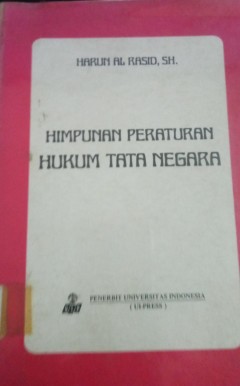 HARUN AL RASID, SH.
HIMPUNAN PERATURAN
HUKUM TATA NEGARA
PENERBIT UNIVERSITAS INDONESIA
( UI-PRESS )